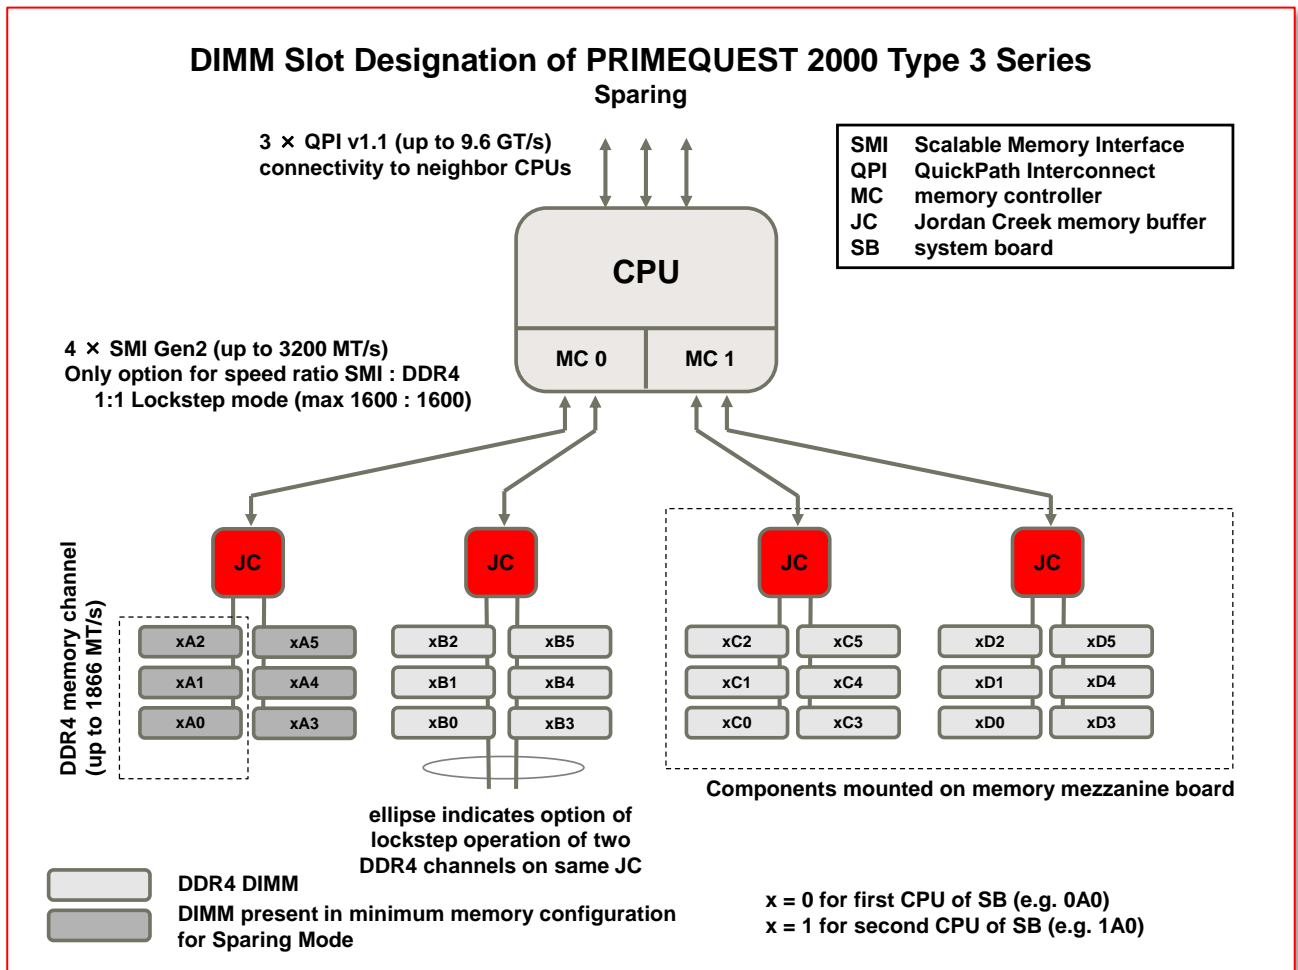 DIMM Slot Designation of PRIMEQUEST 2000 Type 3 Series
Sparing
3 × QPI v1.1 (up to 9.6 GT/s)
connectivity to neighbor CPUs
SMI Scalable Memory Interface
QPI QuickPath Interconnect
MC memory controller
JC Jordan Creek memory buffer
SB system board
CPU
MC 0 MC 1
4 × SMI Gen2 (up to 3200 MT/s)
Only option for speed ratio SMI : DDR4
1:1 Lockstep mode (max 1600 : 1600)
JC JC JC JC
DDR4 memory channel
(up to 1866 MT/s)
xA2 xA5 xB2 xB5 xC2 xC5 xD2 xD5
xA1 xA4 xB1 xB4 xC1 xC4 xD1 xD4
xA0 xA3 xB0 xB3 xC0 xC3 xD0 xD3
Components mounted on memory mezzanine board
ellipse indicates option of
lockstep operation of two
DDR4 channels on same JC
DDR4 DIMM
DIMM present in minimum memory configuration
for Sparing Mode
x = 0 for first CPU of SB (e.g. 0A0)
x = 1 for second CPU of SB (e.g. 1A0)